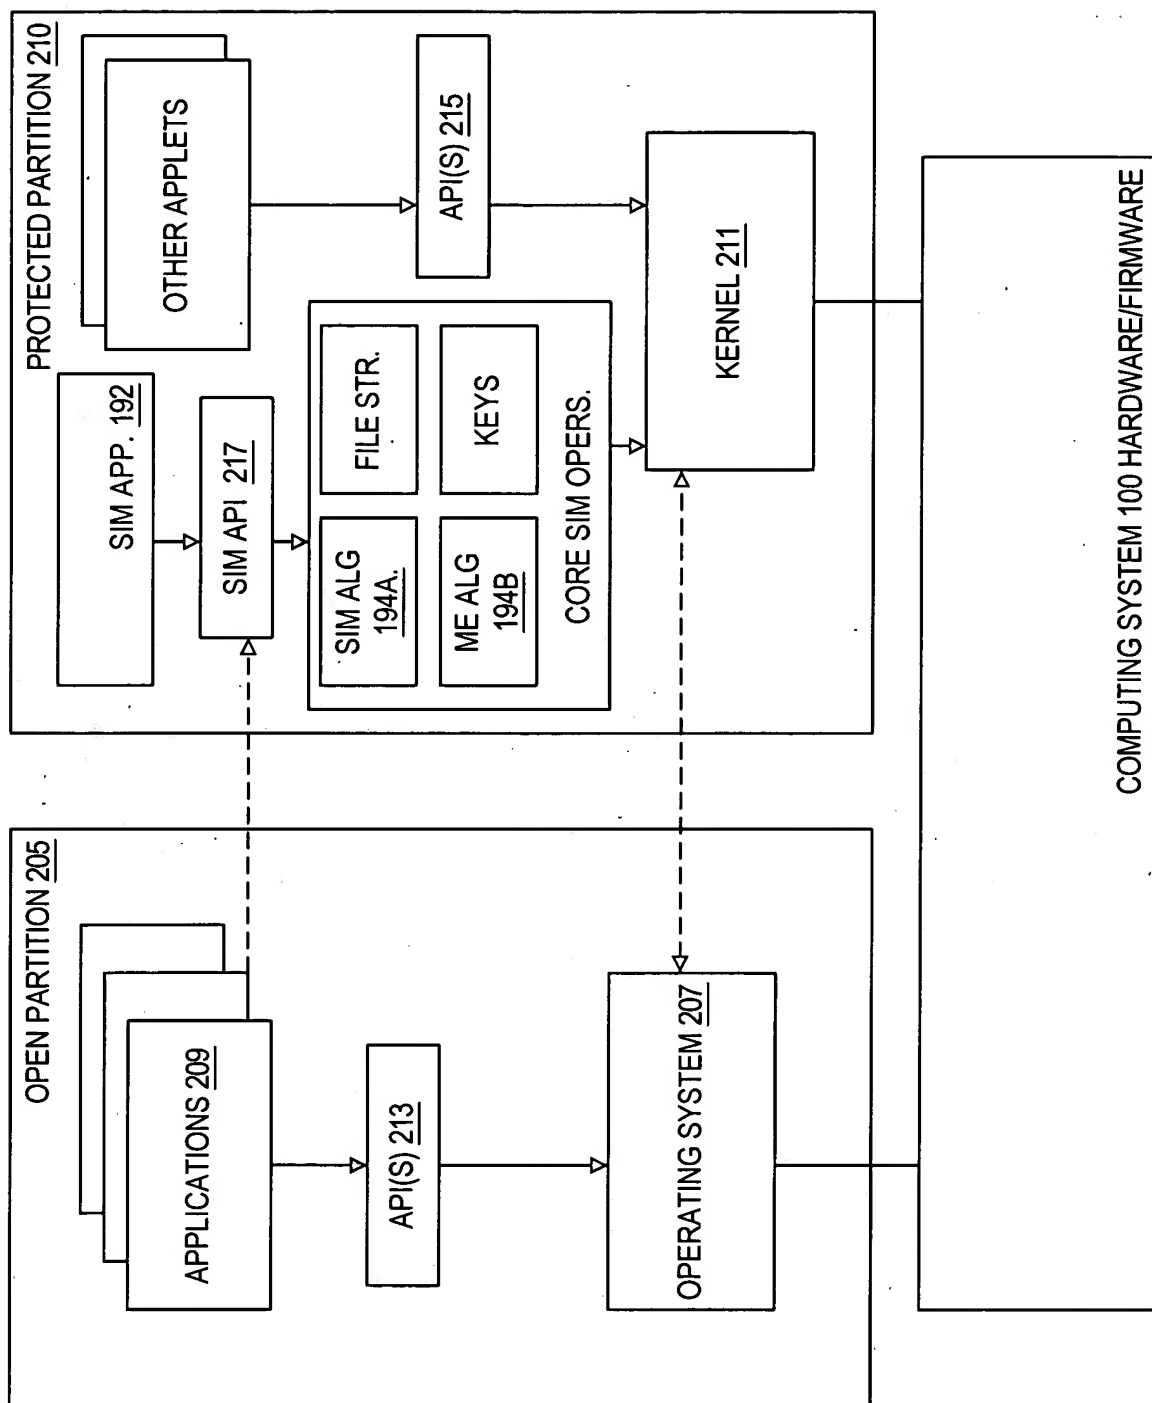 OPEN PARTITION 205
APPLICATIONS 209
API(S) 213
OPERATING SYSTEM 207
PROTECTED PARTITION 210
SIM APP. 192
SIM API 217
SIM ALG
194A.
FILE STR.
ME ALG
194B
KEYS
CORE SIM OPERS.
OTHER APPLETS
API(S) 215
KERNEL 211
COMPUTING SYSTEM 100 HARDWARE/FIRMWARE